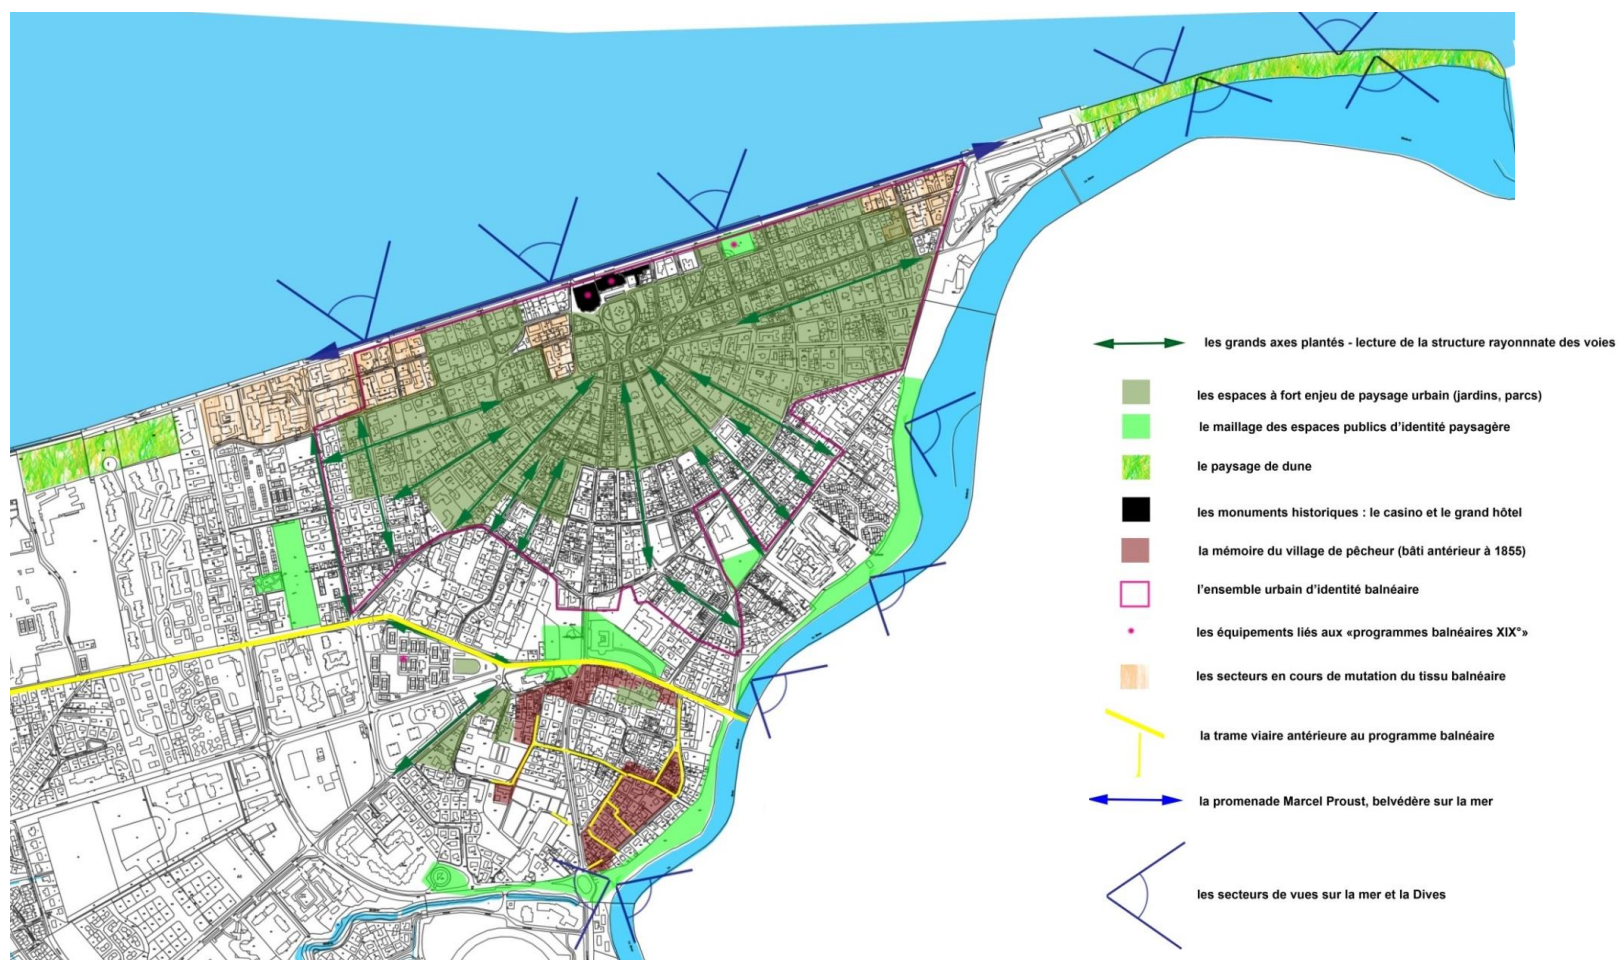 les grands axes plantés - lecture de la structure rayonnnate des voies
les espaces à fort enjeu de paysage urbain (jardins, parcs)
le maillage des espaces publics d'identité paysagère
le paysage de dune
les monuments historiques : le casino et le grand hôtel
la mémoire du village de pêcheur (bâti antérieur à 1855)
l'ensemble urbain d'identité balnéaire
les équipements liés aux «programmes balnéaires XIX°»
les secteurs en cours de mutation du tissu balnéaire
la trame viaire antérieure au programme balnéaire
la promenade Marcel Proust, belvédère sur la mer
les secteurs de vues sur la mer et la Dives